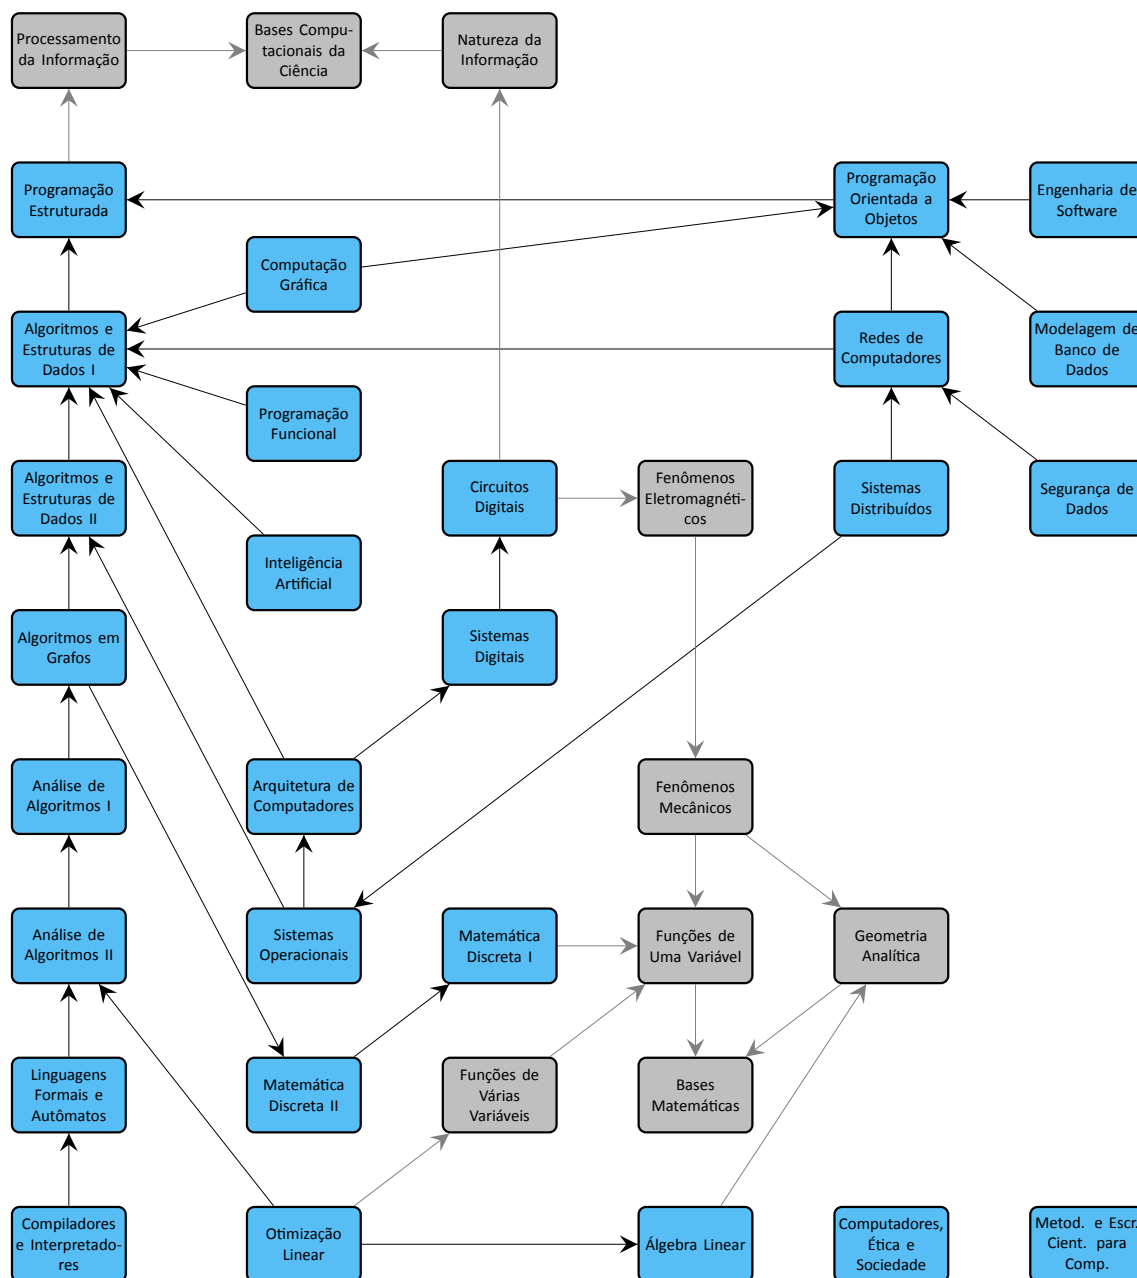 Processamento
da Informação
Bases Compu-
tacionais da
Ciência
Natureza da
Informação
Programação
Estruturada
Programação
Orientada a
Objetos
Engenharia de
Software
Computação
Gráfica
Algoritmos e
Estruturas de
Dados I
Redes de
Computadores
Modelagem de
Banco de
Dados
Programação
Funcional
Algoritmos e
Estruturas de
Dados II
Circuitos
Digitais
Fenômenos
Eletromagnéti-
cos
Sistemas
Distribuídos
Segurança de
Dados
Inteligência
Artificial
Algoritmos em
Grafos
Sistemas
Digitais
Análise de
Algoritmos I
Arquitetura de
Computadores
Fenômenos
Mecânicos
Análise de
Algoritmos II
Sistemas
Operacionais
Matemática
Discreta I
Funções de
Uma Variável
Geometria
Analítica
Linguagens
Formais e
Autômatos
Matemática
Discreta II
Funções de
Várias
Variáveis
Bases
Matemáticas
Compiladores
e Interpretado-
res
Otimização
Linear
Álgebra Linear
Computadores,
Ética e
Sociedade
Metod. e Escr.
Cient. para
Comp.